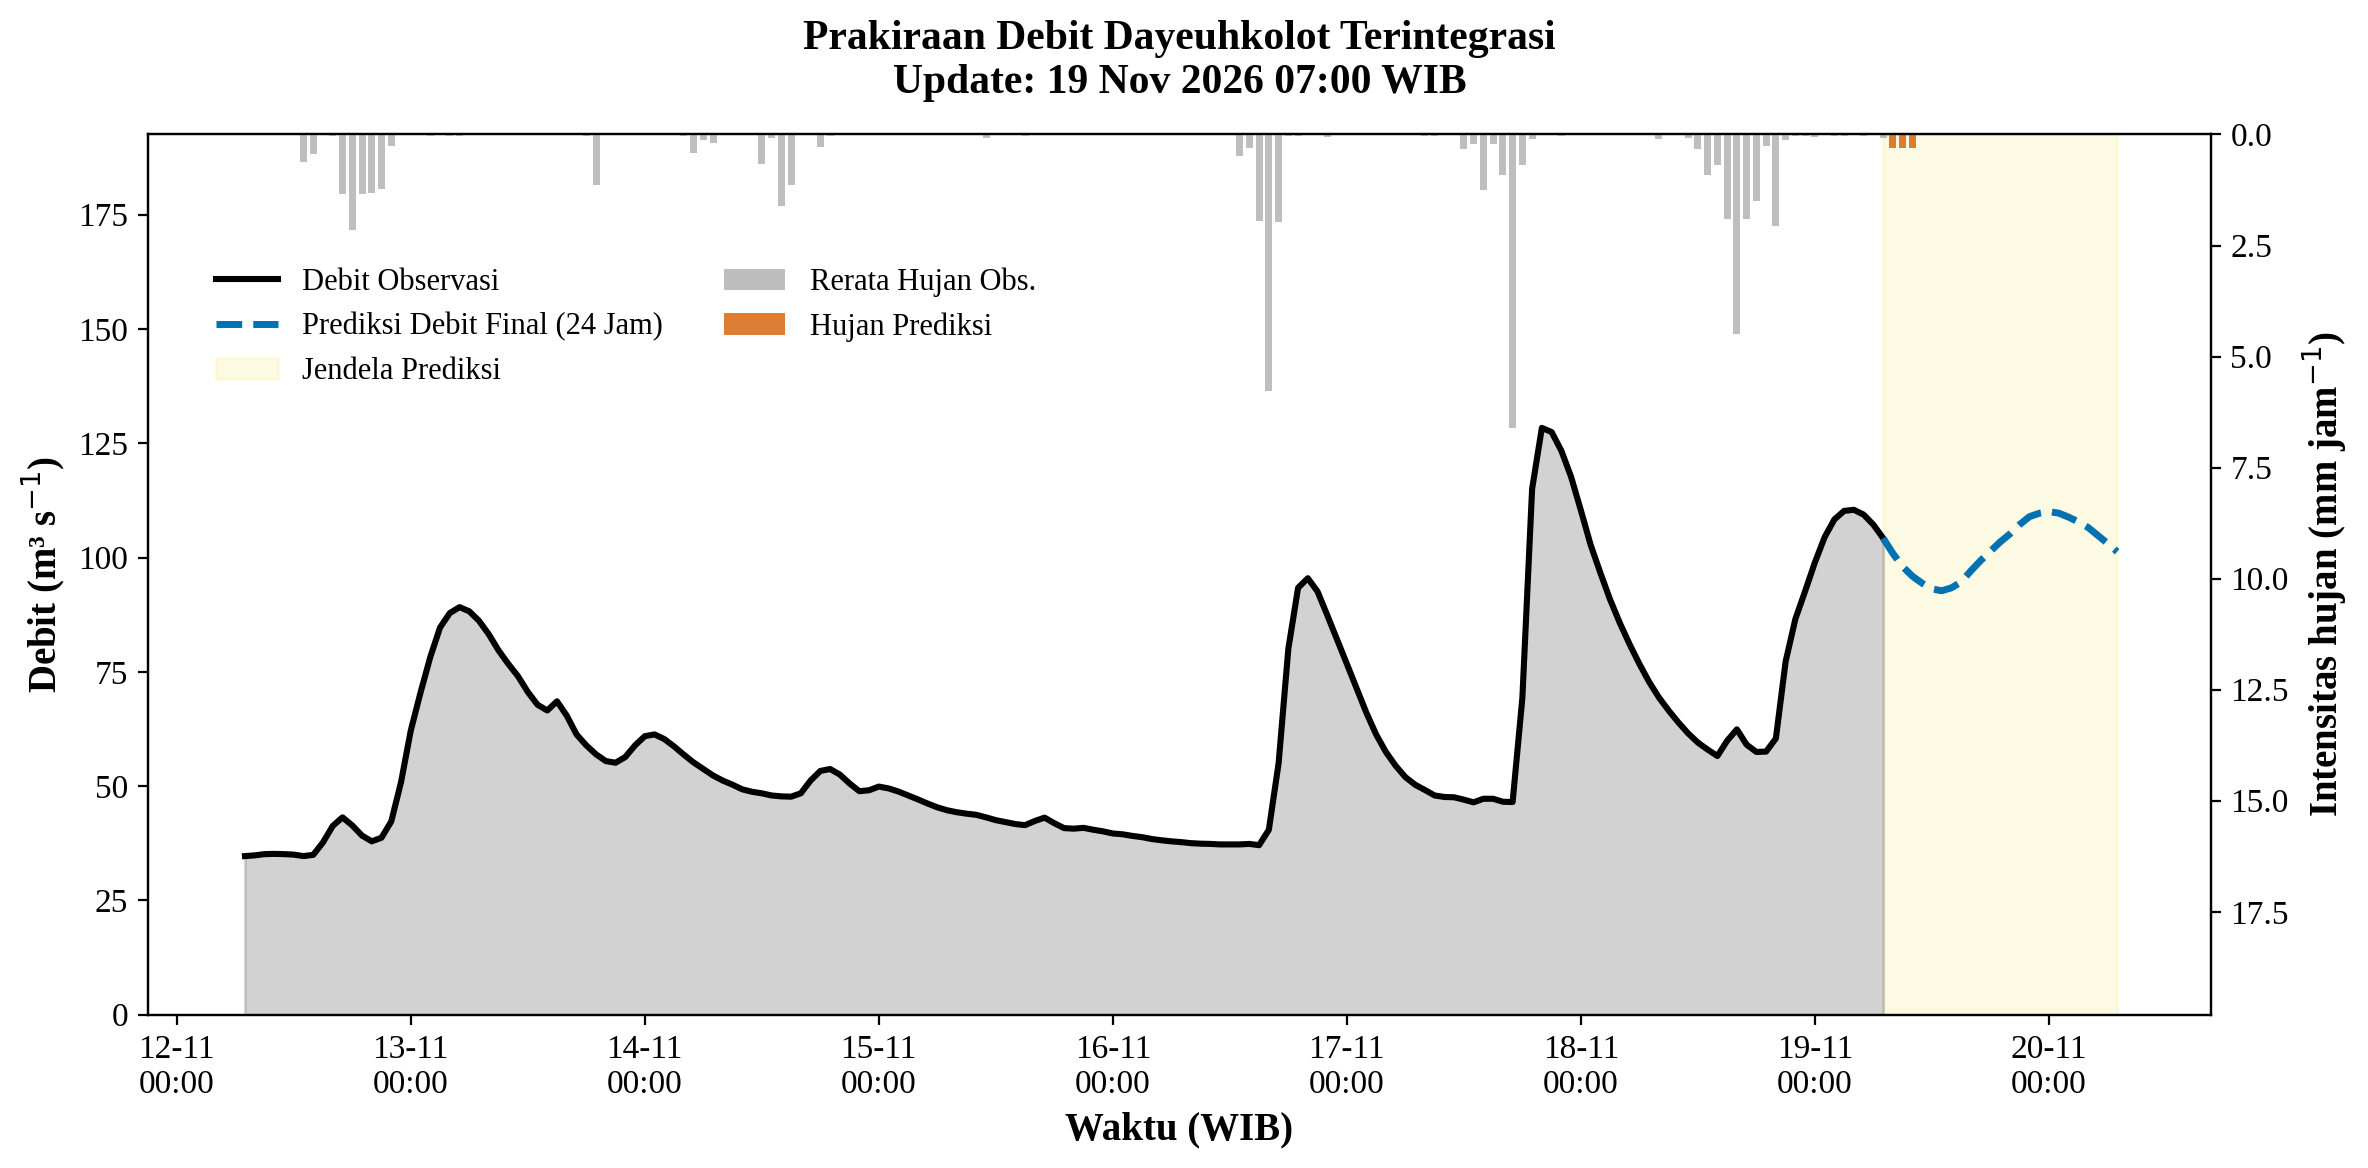 Prakiraan Debit Dayeuhkolot Terintegrasi
Update: 19 Nov 2026 07:00 WIB
Debit Observasi
Prediksi Debit Final (24 Jam)
Jendela Prediksi
Rerata Hujan Obs.
Hujan Prediksi
Debit (m³ s⁻¹)
175
150
125
100
75
50
25
0
0.0
2.5
5.0
7.5
10.0
12.5
15.0
17.5
Intensitas hujan (mm jam⁻¹)
12-11 13-11 14-11 15-11 16-11 17-11 18-11 19-11 20-11
00:00 00:00 00:00 00:00 00:00 00:00 00:00 00:00 00:00
Waktu (WIB)